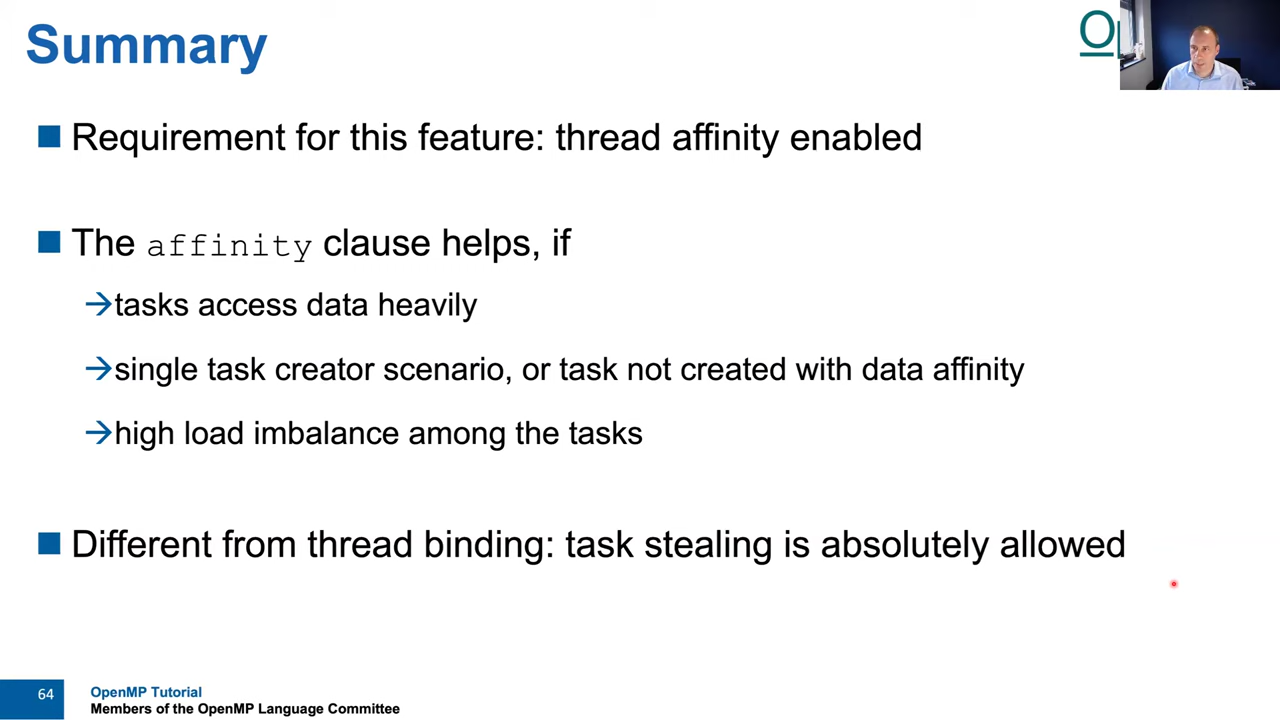 Summary
Requirement for this feature: thread affinity enabled
The affinity clause helps, if
→tasks access data heavily
→single task creator scenario, or task not created with data affinity
→high load imbalance among the tasks
Different from thread binding: task stealing is absolutely allowed
64
OpenMP Tutorial
Members of the OpenMP Language Committee